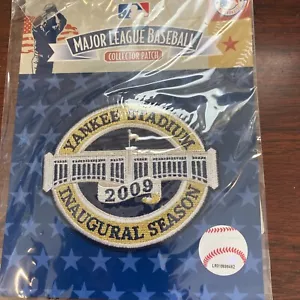 MAJOR LEAGUE BASEBALL
COLLECTOR PATCH
YANKEE STADIUM
2009
INAUGURAL SEASON